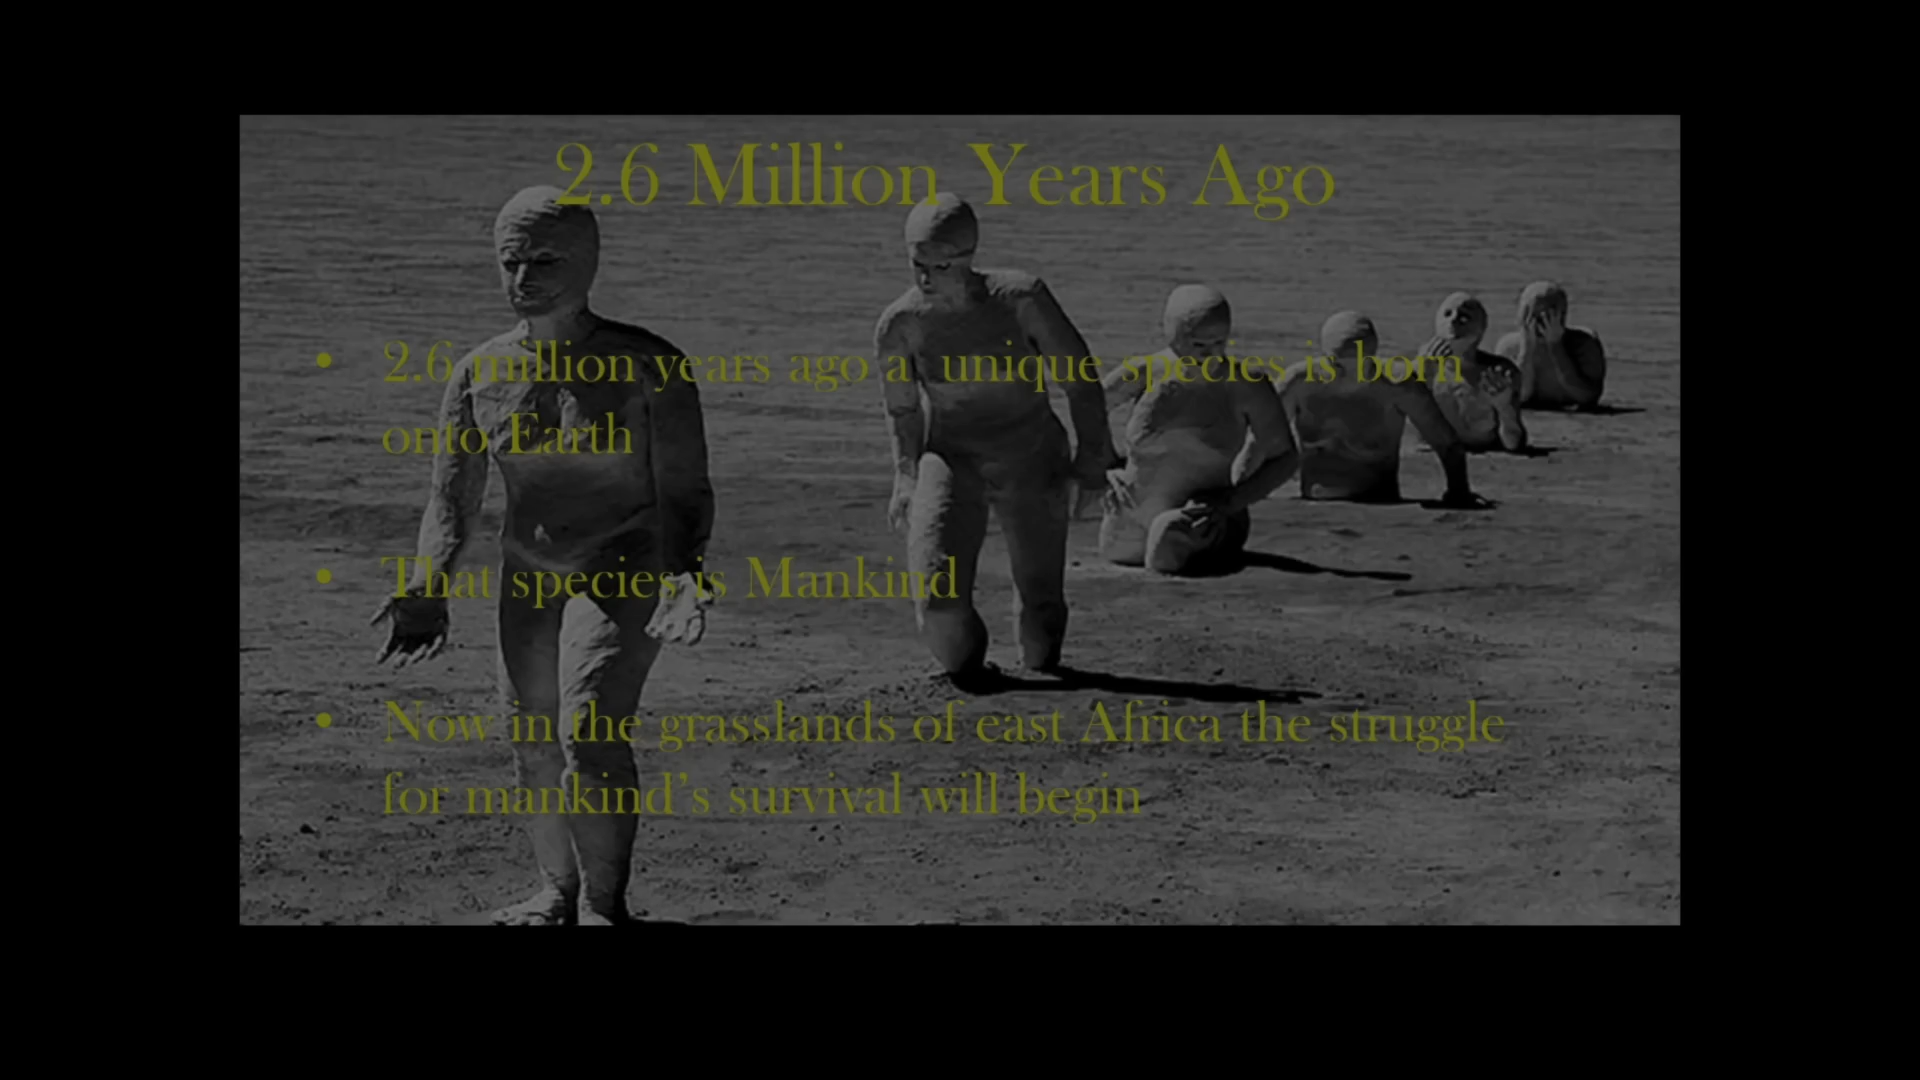 2.6 Million Years Ago
• 2.6 million years ago a  unique species is born
onto Earth
• That species is Mankind
• Now in the grasslands of east Africa the struggle
for mankind’s survival will begin